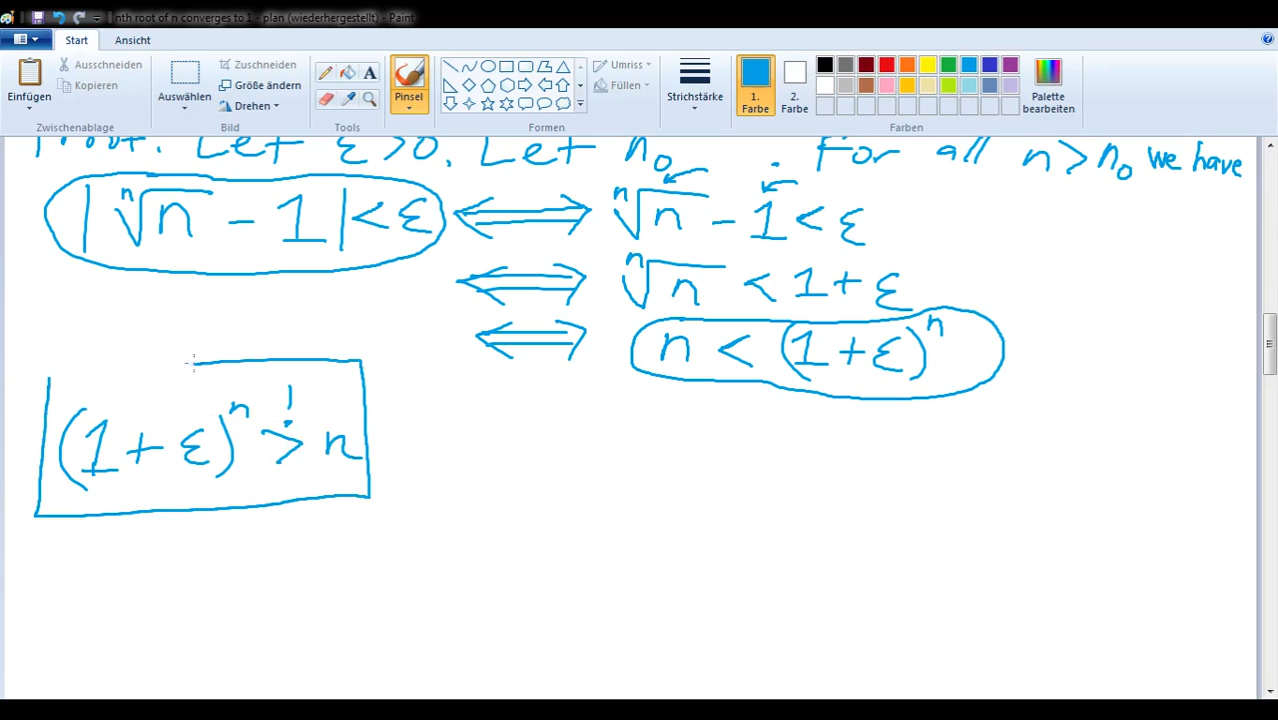 nth root of n converges to 1 - plan (wiederhergestellt) - Paint
Start Ansicht
Einfügen Ausschneiden Kopieren Zwischenablage
Auswählen Größe ändern Drehen Bild
A Tools
Pinsel
Umriss Füllen Formen
Strichstärke
1. Farbe 2. Farbe Palette bearbeiten Farben
Proof. Let ε>0. Let n₀ . For all n>n₀ we have
|ⁿ√n - 1|<ε ⟺ ⁿ√n - 1 < ε
⟺ ⁿ√n < 1+ε
⟺ n < (1+ε)ⁿ
(1+ε)ⁿ >! n